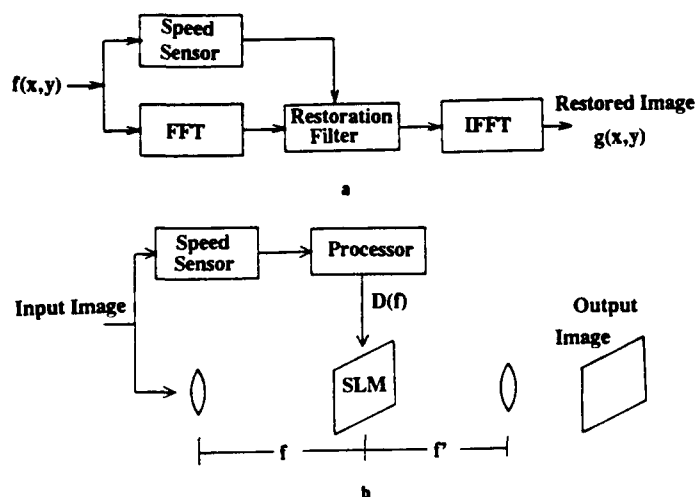 Speed
Sensor
f(x,y)
FFT
Restoration
Filter
IFFT
Restored Image
g(x,y)
a
Speed
Sensor
Processor
Input Image
D(f)
SLM
Output
Image
f
f'
b